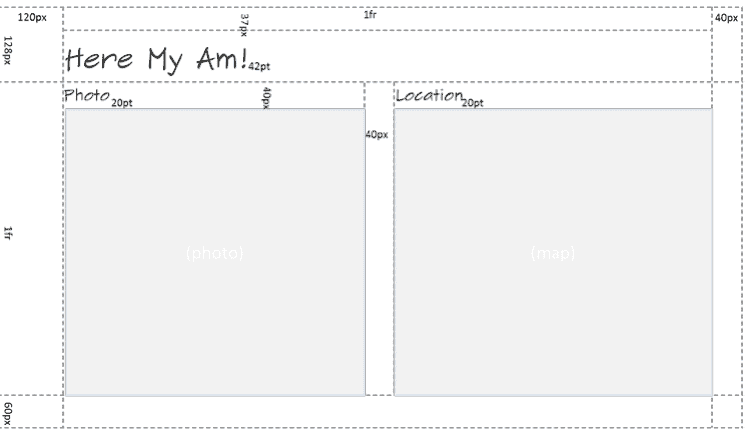 120px
37px
1fr
40px
128px
Here My Am! 42pt
Photo 20pt
40px
Location 20pt
40px
1fr
{photo}
{map}
60px